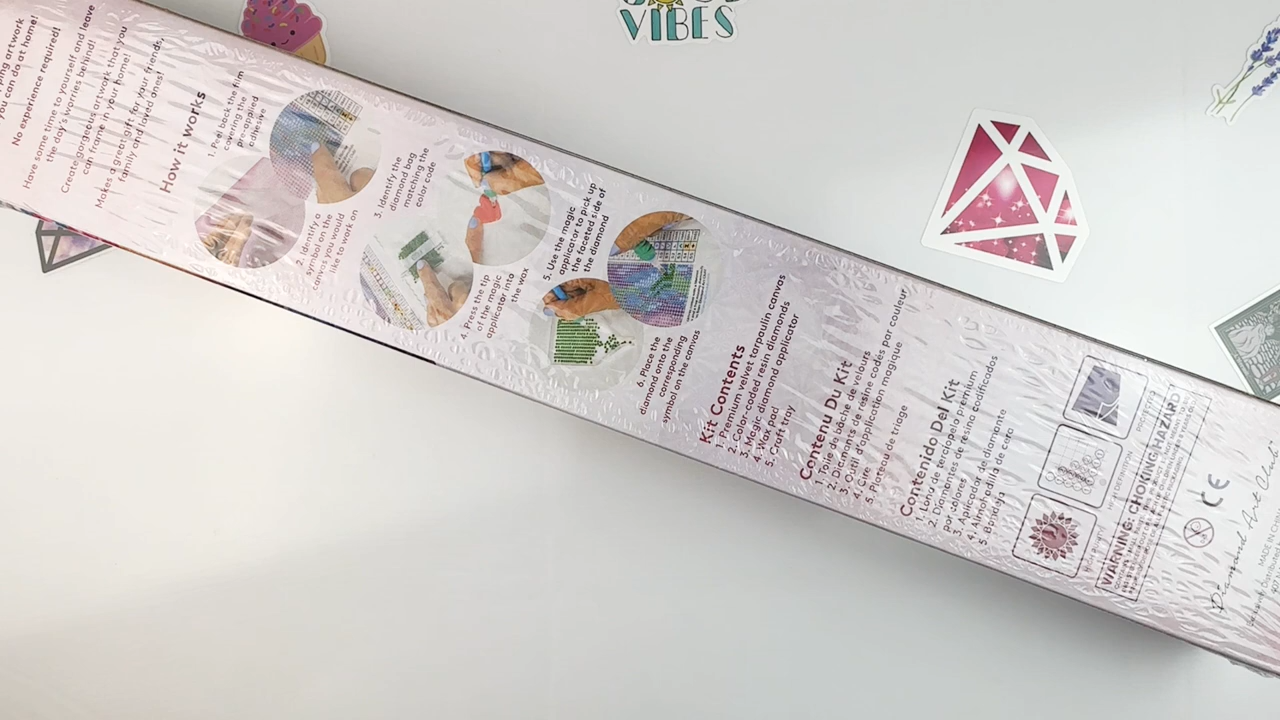 VIBES
you can do at home!
No experience required!
Have some time to yourself and leave
the day's worries behind!
Create gorgeous artwork that you
can frame in your home!
Makes a great gift for your friends,
family and loved ones!
How it works
1. Peel back the film
covering the
pre-applied
adhesive
2. Identify a
symbol on the
canvas you would
like to work on
3. Identify the
diamond bag
matching the
color code
4. Press the tip
of the magic
applicator into
the wax
5. Use the magic
applicator to pick up
the faceted side of
the diamond
6. Place the
diamond onto the
corresponding
symbol on the canvas
Kit Contents
1. Premium velvet tarpaulin canvas
2. Color-coded resin diamonds
3. Magic diamond applicator
4. Wax pad
5. Craft tray
Contenu Du Kit
1. Toile de bâche de velours
2. Diamants de résine codés par couleur
3. Outil d'application magique
4. Cire
5. Plateau de triage
Contenido Del Kit
1. Lona de terciopelo premium
2. Diamantes de resina codificados
por colores
3. Aplicador de diamante
4. Almohadilla de cera
5. Bandeja
WARNING: CHOKING HAZARD
CE
Diamond Art Club
MADE IN